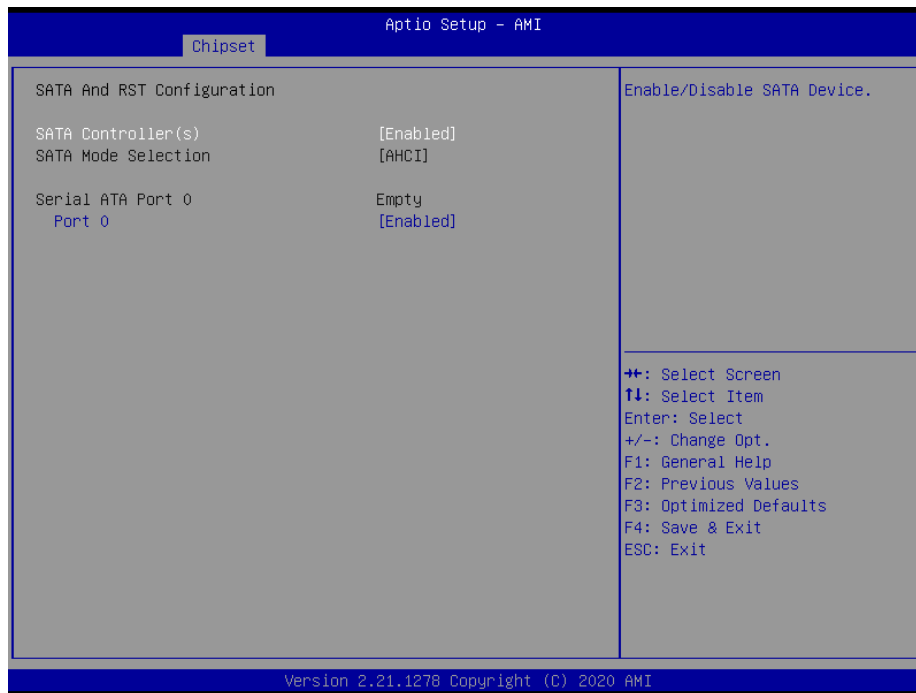 Aptio Setup – AMI
Chipset
SATA And RST Configuration
SATA Controller(s) [Enabled]
SATA Mode Selection [AHCI]
Serial ATA Port 0 Empty
Port 0 [Enabled]
Enable/Disable SATA Device.
→←: Select Screen
↑↓: Select Item
Enter: Select
+/-: Change Opt.
F1: General Help
F2: Previous Values
F3: Optimized Defaults
F4: Save & Exit
ESC: Exit
Version 2.21.1278 Copyright (C) 2020 AMI